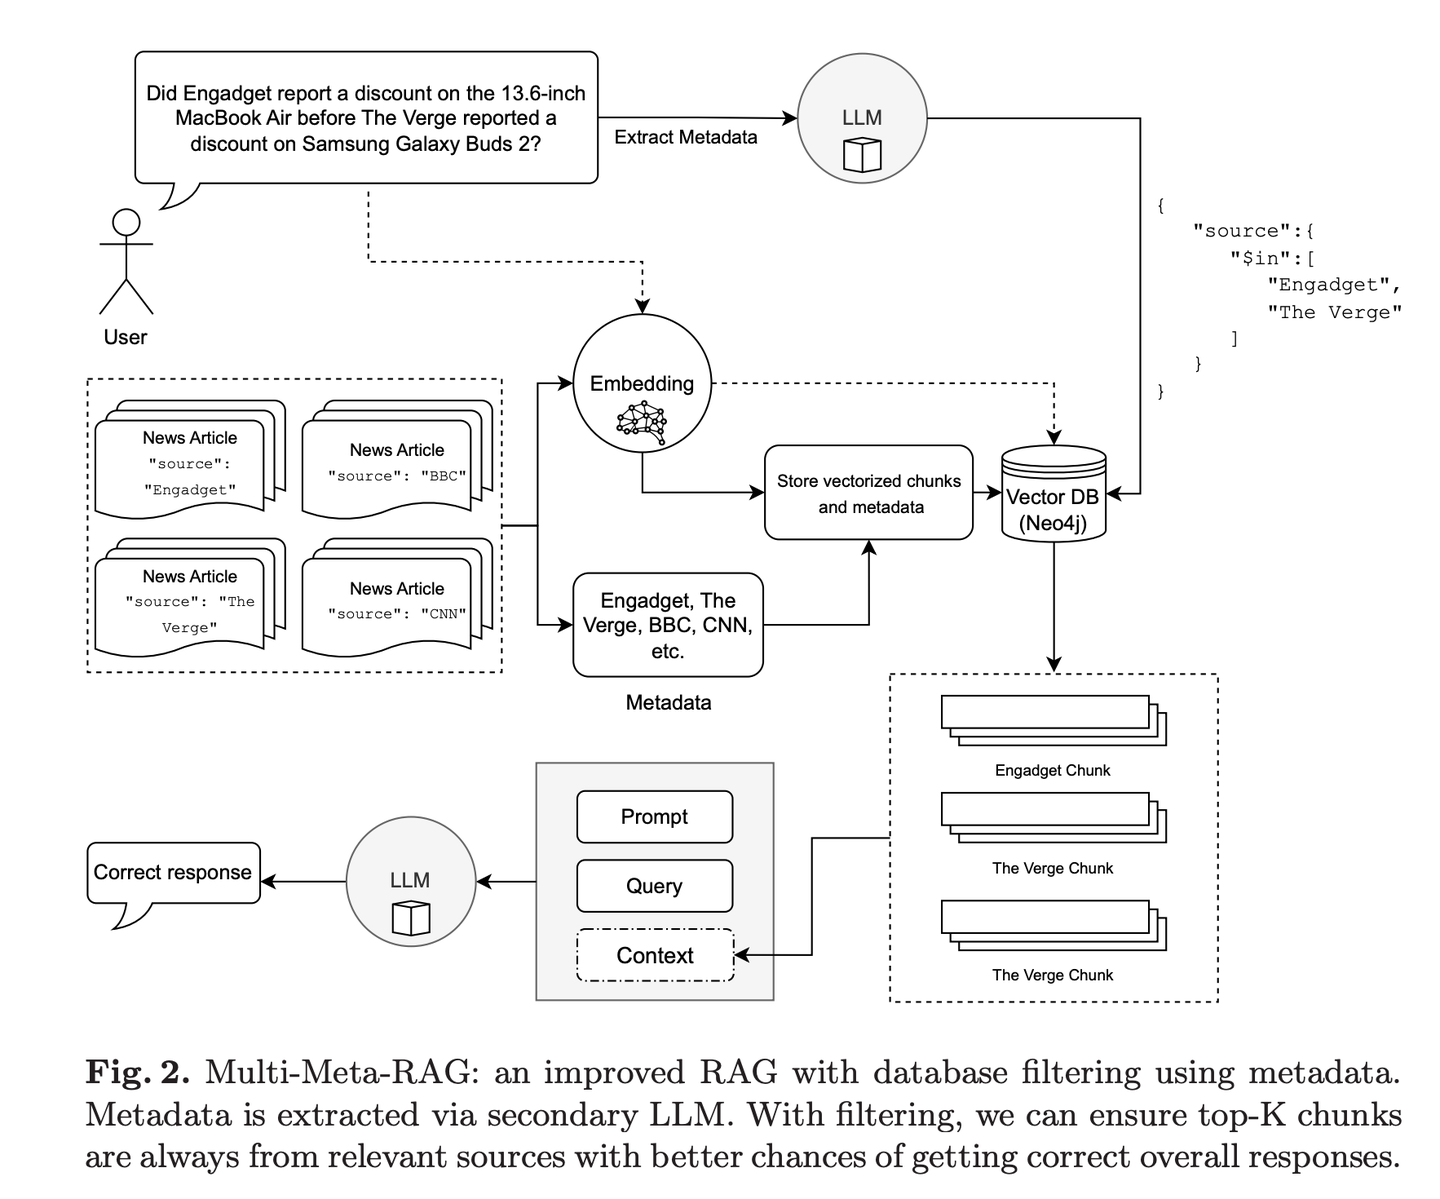 Did Engadget report a discount on the 13.6-inch
MacBook Air before The Verge reported a
discount on Samsung Galaxy Buds 2?
Extract Metadata
LLM
{
"source":{
"$in":[
"Engadget",
"The Verge"
]
}
}
User
Embedding
News Article
"source":
"Engadget"
News Article
"source": "BBC"
News Article
"source": "The
Verge"
News Article
"source": "CNN"
Store vectorized chunks
and metadata
Vector DB
(Neo4j)
Engadget, The
Verge, BBC, CNN,
etc.
Metadata
Engadget Chunk
The Verge Chunk
The Verge Chunk
Prompt
Query
Context
LLM
Correct response
Fig. 2. Multi-Meta-RAG: an improved RAG with database filtering using metadata.
Metadata is extracted via secondary LLM. With filtering, we can ensure top-K chunks
are always from relevant sources with better chances of getting correct overall responses.